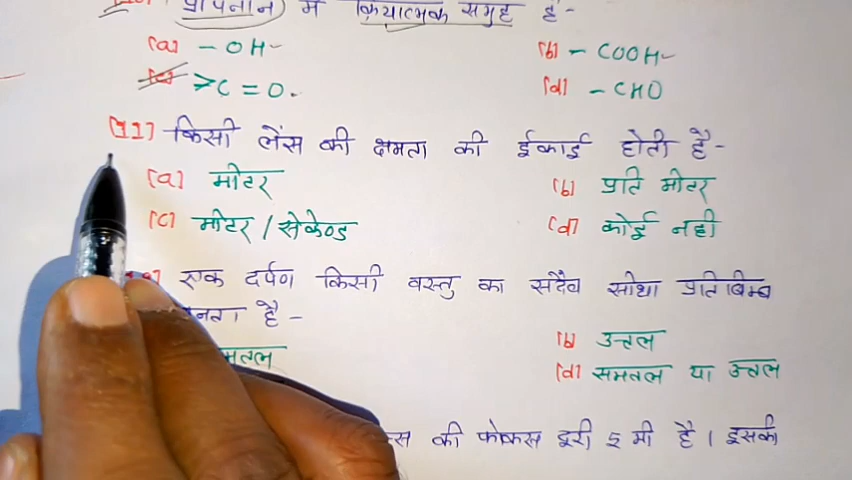 में क्रियात्मक समूह है -
(a) - OH - (b) - COOH -
(c) >C = O. (d) - CHO
किसी लेंस की क्षमता की ईकाई होती है -
(a) मीटर (b) प्रति मीटर
(c) मीटर / सेकेण्ड (d) कोई नही
एक दर्पण किसी वस्तु का सदैव सीधा प्रतिबिम्ब
है -
(b) उत्तल
(d) समतल या उत्तल
की फोकस दूरी 5 मी है । इसकी